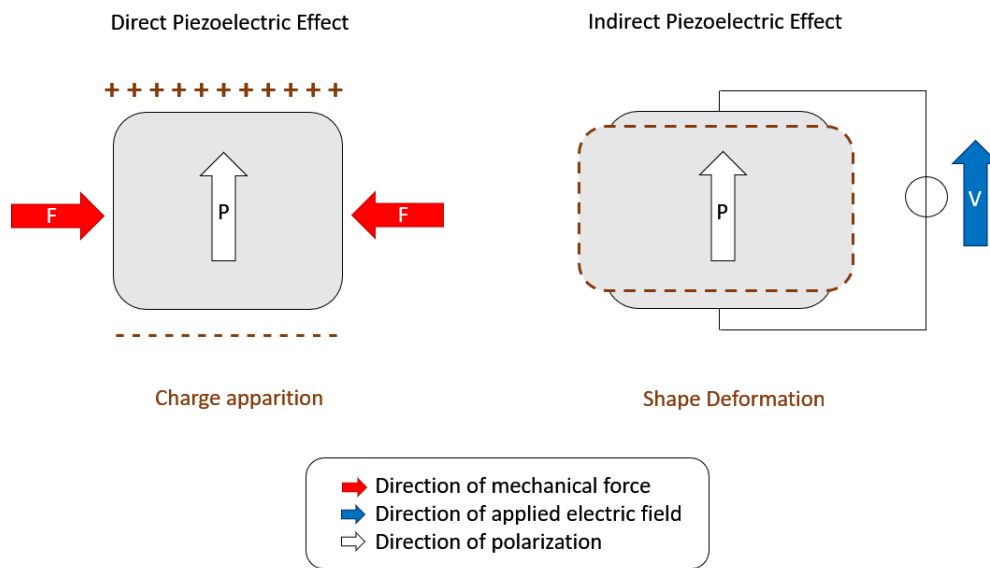 Direct Piezoelectric Effect
Indirect Piezoelectric Effect
+ + + + + + + + + + +
F
P
F
P
V
- - - - - - - - - - - - - - - -
Charge apparition
Shape Deformation
Direction of mechanical force
Direction of applied electric field
Direction of polarization